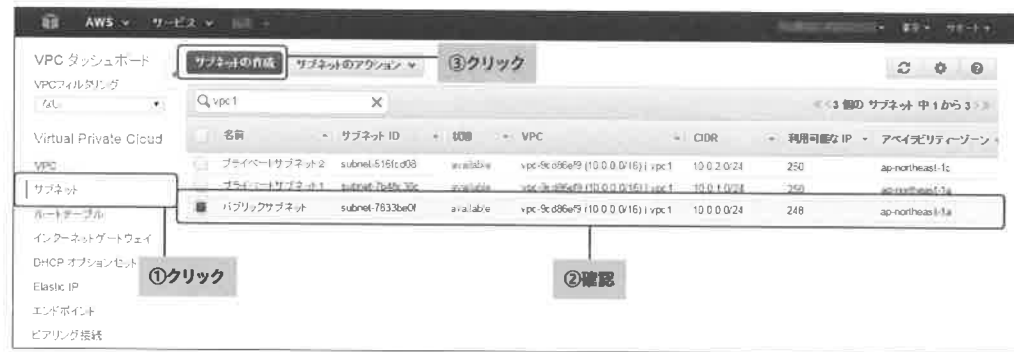 AWS サービス
サポート
VPC ダッシュボード
サブネットの作成 サブネットのアクション
③クリック
VPCフィルタリング
なし
vpc1
3 個の サブネット 中 1 から 3
Virtual Private Cloud
名前 サブネット ID 状態 VPC CIDR 利用可能な IP アベイラビリティーゾーン
VPC
プライベートサブネット2 subnet-516fcd08 available vpc-9cd86ef9 (10.0.0.0/16) | vpc1 10.0.2.0/24 250 ap-northeast-1c
サブネット
プライベートサブネット1 available vpc-9cd86ef9 (10.0.0.0/16) | vpc1 10.0.1.0/24 250 ap-northeast-1a
パブリックサブネット subnet-7833be0f available vpc-9cd86ef9 (10.0.0.0/16) | vpc1 10.0.0.0/24 248 ap-northeast-1a
ルートテーブル
インターネットゲートウェイ
DHCP オプションセット
①クリック
②確認
Elastic IP
エンドポイント
ピアリング接続